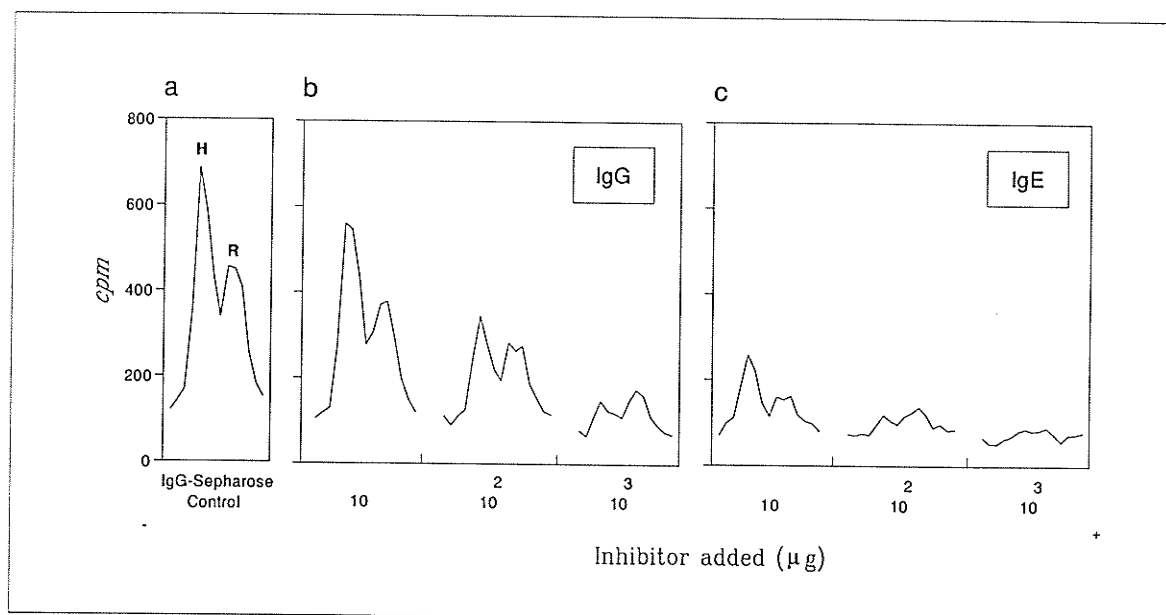 a
b
c
800
600
400
200
0
cpm
H
R
IgG
IgE
IgG-Sepharose
Control
10
10 2
10 3
10
10 2
10 3
-
+
Inhibitor added (μg)